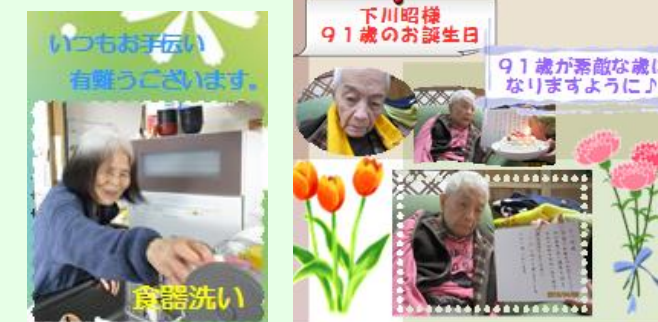 いつもお手伝い
有難うございます。
食器洗い
下川昭様
９１歳のお誕生日
９１歳が素敵な歳に
なりますように♪